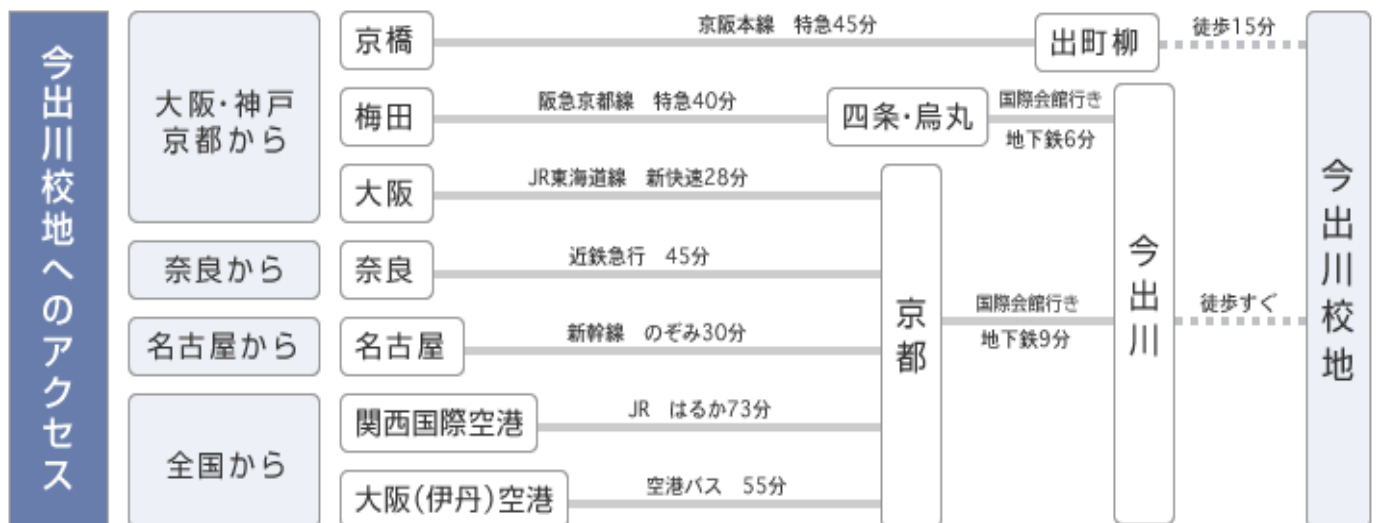 今出川校地へのアクセス
大阪・神戸
京都から
京橋
京阪本線 特急45分
出町柳
徒歩15分
梅田
阪急京都線 特急40分
四条・烏丸
国際会館行き
地下鉄6分
大阪
JR東海道線 新快速28分
奈良から
奈良
近鉄急行 45分
名古屋から
名古屋
新幹線 のぞみ30分
全国から
関西国際空港
JR はるか73分
大阪(伊丹)空港
空港バス 55分
京都
国際会館行き
地下鉄9分
今出川
徒歩すぐ
今出川校地